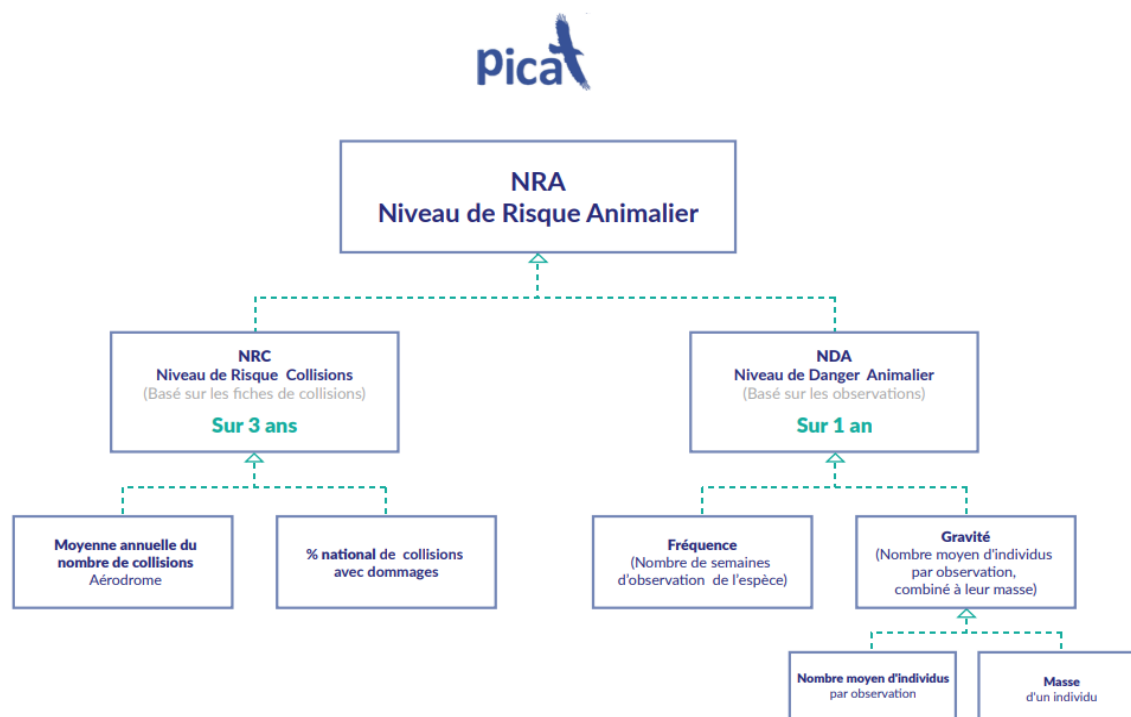 picat
NRA
Niveau de Risque Animalier
NRC
Niveau de Risque Collisions
(Basé sur les fiches de collisions)
Sur 3 ans
NDA
Niveau de Danger Animalier
(Basé sur les observations)
Sur 1 an
Moyenne annuelle du
nombre de collisions
Aérodrome
% national de collisions
avec dommages
Fréquence
(Nombre de semaines
d'observation de l'espèce)
Gravité
(Nombre moyen d'individus
par observation,
combiné à leur masse)
Nombre moyen d'individus
par observation
Masse
d'un individu